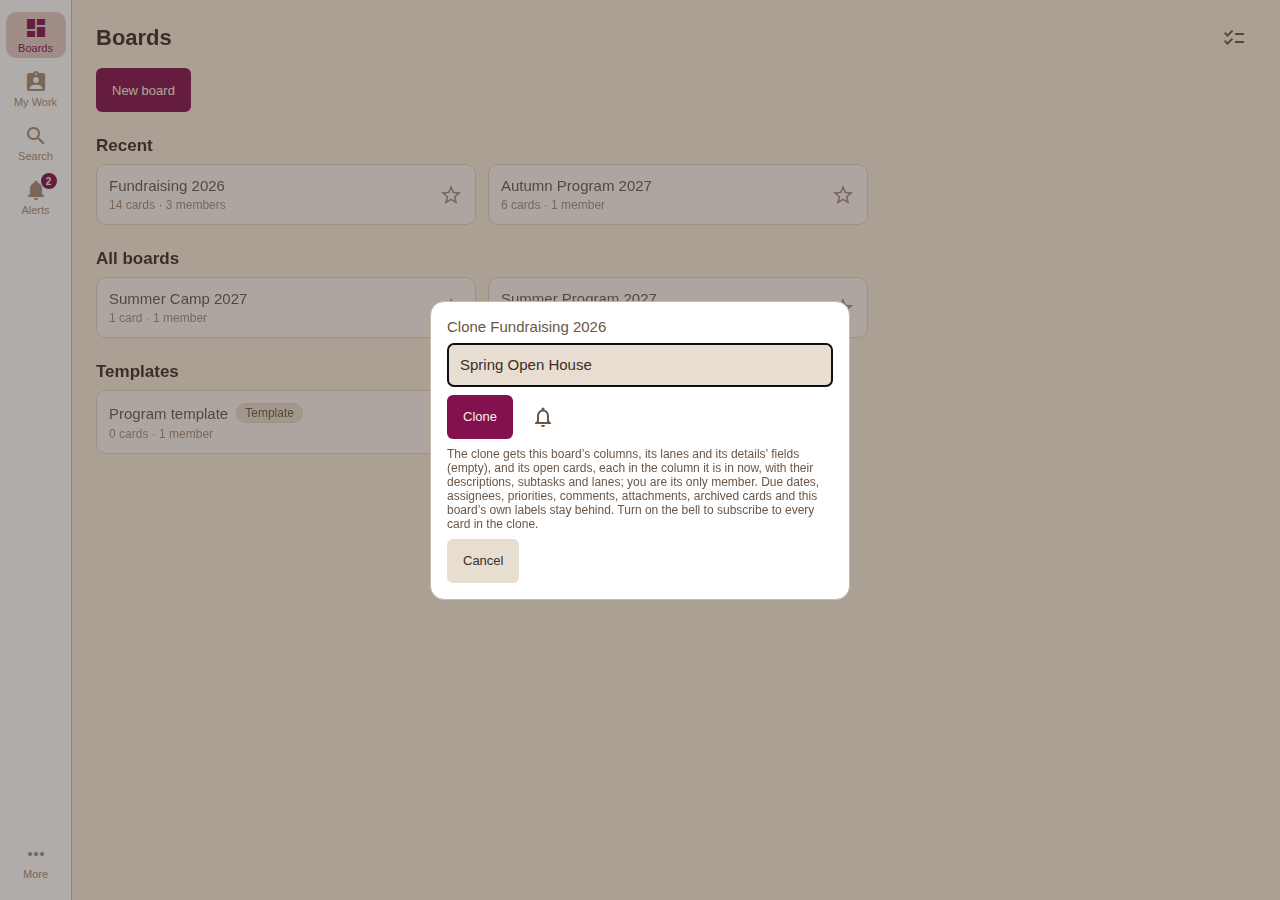 Boards
My Work
Search
2
Alerts
More
Boards
New board
Recent
Fundraising 2026
14 cards · 3 members
Autumn Program 2027
6 cards · 1 member
All boards
Summer Camp 2027
1 card · 1 member
Summer Program 2027
Templates
Program template Template
0 cards · 1 member
Clone Fundraising 2026
Spring Open House
Clone
The clone gets this board’s columns, its lanes and its details’ fields
(empty), and its open cards, each in the column it is in now, with their
descriptions, subtasks and lanes; you are its only member. Due dates,
assignees, priorities, comments, attachments, archived cards and this
board’s own labels stay behind. Turn on the bell to subscribe to every
card in the clone.
Cancel